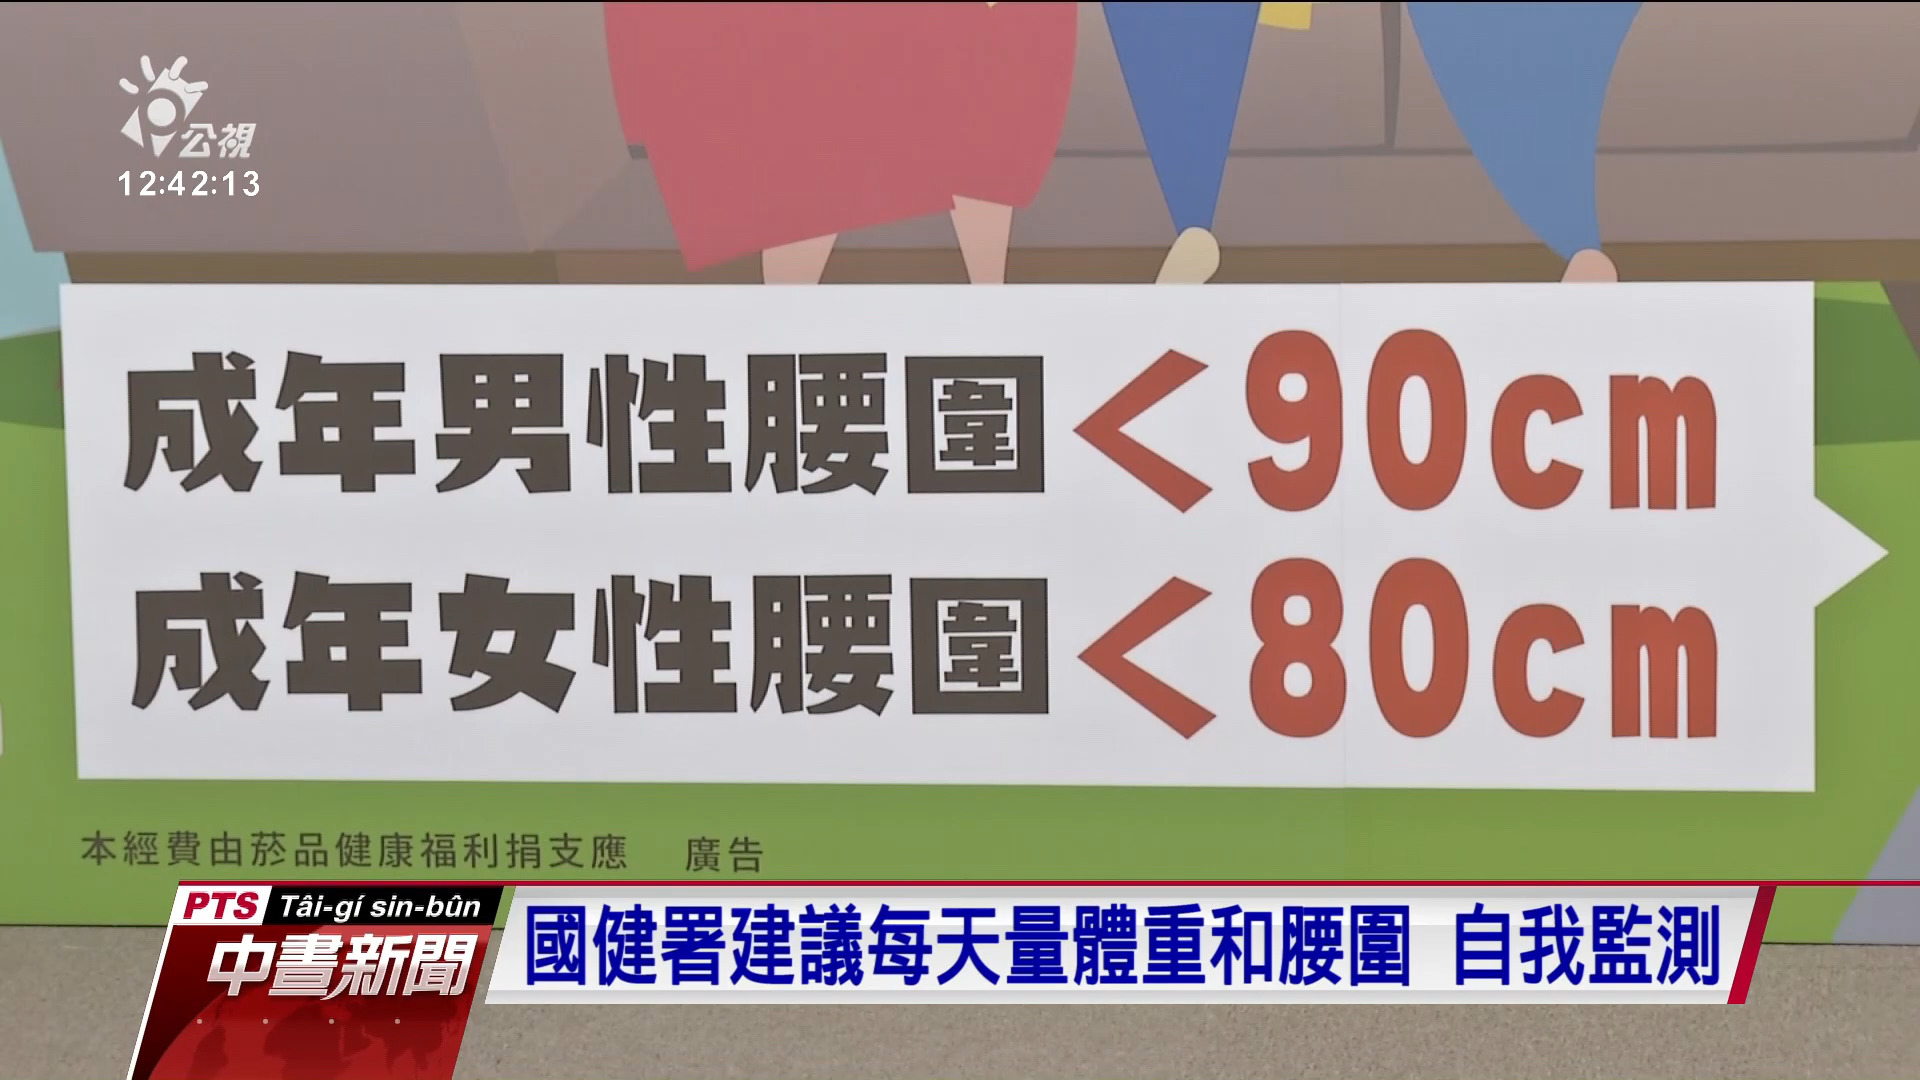 公視
12:42:13
成年男性腰圍<90cm
成年女性腰圍<80cm
本經費由菸品健康福利捐支應 廣告
PTS Tâi-gí sin-bûn
中晝新聞
國健署建議每天量體重和腰圍 自我監測